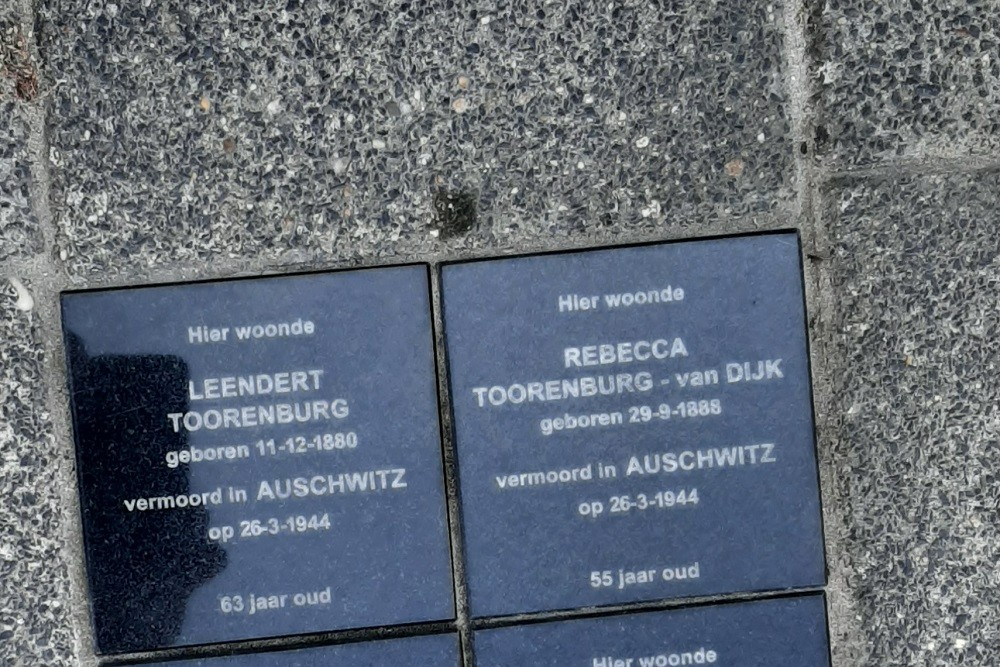 Hier woonde
LEENDERT
TOORENBURG
geboren 11-12-1880
vermoord in AUSCHWITZ
op 26-3-1944
63 jaar oud
Hier woonde
REBECCA
TOORENBURG - van DIJK
geboren 29-9-1888
vermoord in AUSCHWITZ
op 26-3-1944
55 jaar oud
Hier woonde